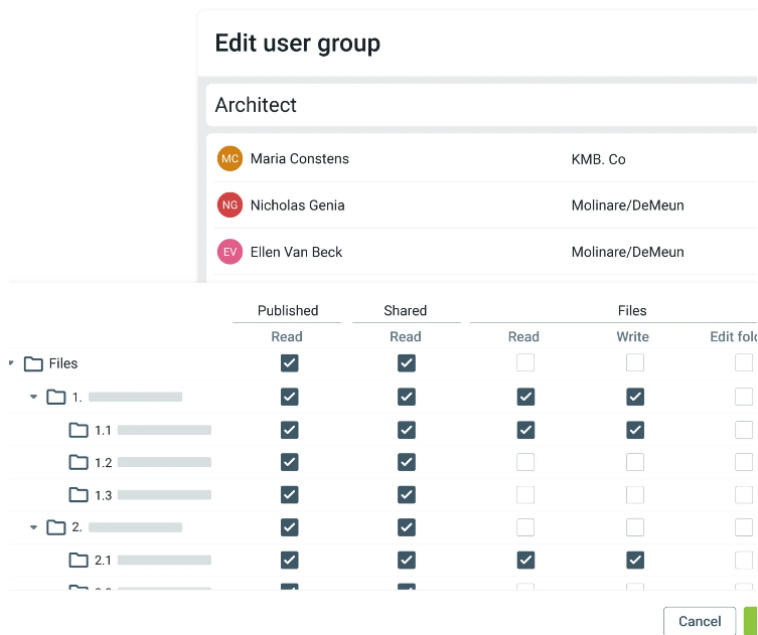 Edit user group
Architect
MC Maria Constens KMB. Co
NG Nicholas Genia Molinare/DeMeun
EV Ellen Van Beck Molinare/DeMeun
Published Shared Files
Read Read Read Write Edit
Files
1.
1.1
1.2
1.3
2.
2.1
Cancel